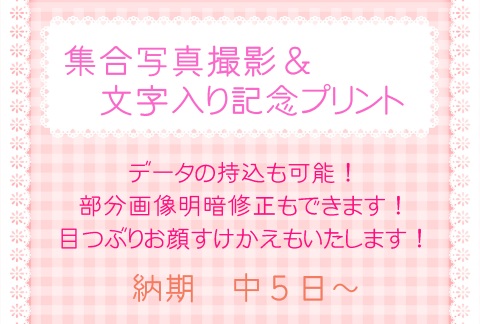 集合写真撮影＆
文字入り記念プリント
データの持込も可能！
部分画像明暗修正もできます！
目つぶりお顔すけかえもいたします！
納期　中５日～